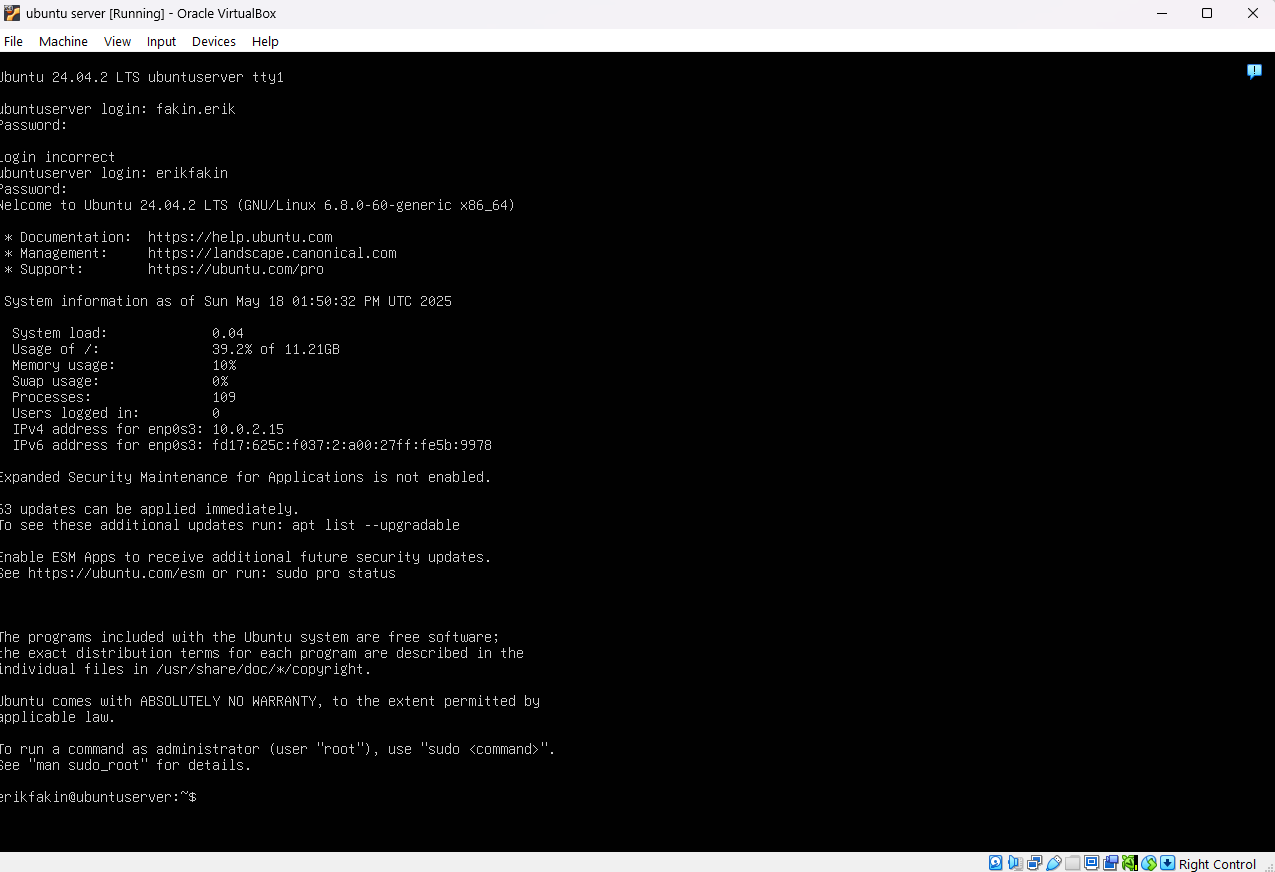 ubuntu server [Running] - Oracle VirtualBox
File Machine View Input Devices Help
Ubuntu 24.04.2 LTS ubuntuserver tty1
ubuntuserver login: fakin.erik
Password:
Login incorrect
ubuntuserver login: erikfakin
Password:
Welcome to Ubuntu 24.04.2 LTS (GNU/Linux 6.8.0-60-generic x86_64)
* Documentation: https://help.ubuntu.com
* Management: https://landscape.canonical.com
* Support: https://ubuntu.com/pro
System information as of Sun May 18 01:50:32 PM UTC 2025
System load: 0.04
Usage of /: 39.2% of 11.21GB
Memory usage: 10%
Swap usage: 0%
Processes: 109
Users logged in: 0
IPv4 address for enp0s3: 10.0.2.15
IPv6 address for enp0s3: fd17:625c:f037:2:a00:27ff:fe5b:9978
Expanded Security Maintenance for Applications is not enabled.
63 updates can be applied immediately.
To see these additional updates run: apt list --upgradable
Enable ESM Apps to receive additional future security updates.
See https://ubuntu.com/esm or run: sudo pro status
The programs included with the Ubuntu system are free software;
the exact distribution terms for each program are described in the
individual files in /usr/share/doc/*/copyright.
Ubuntu comes with ABSOLUTELY NO WARRANTY, to the extent permitted by
applicable law.
To run a command as administrator (user "root"), use "sudo <command>".
See "man sudo_root" for details.
erikfakin@ubuntuserver:~$
Right Control